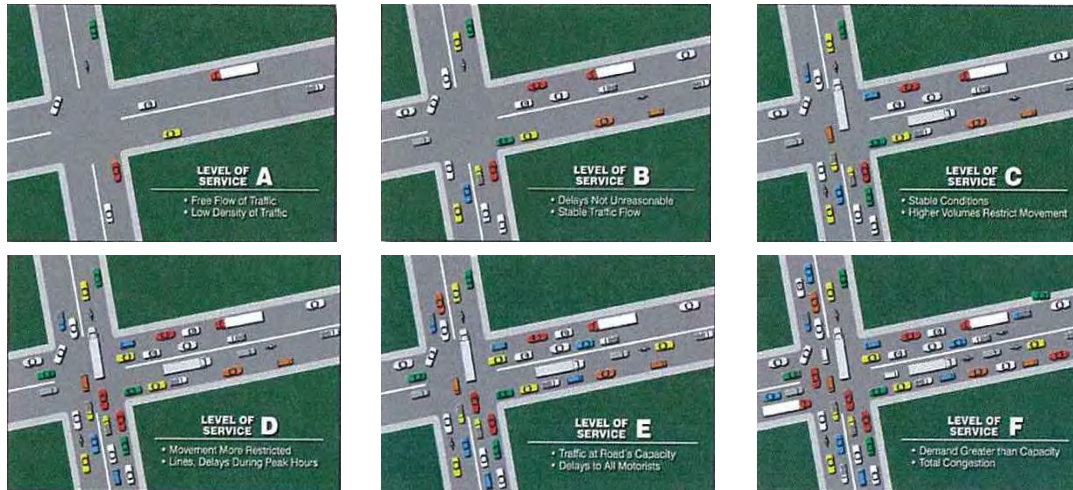 LEVEL OF
SERVICE A
• Free Flow of Traffic
• Low Density of Traffic
LEVEL OF
SERVICE B
• Delays Not Unreasonable
• Stable Traffic Flow
LEVEL OF
SERVICE C
• Stable Conditions
• Higher Volumes Restrict Movement
LEVEL OF
SERVICE D
• Movement More Restricted
• Lines, Delays During Peak Hours
LEVEL OF
SERVICE E
• Traffic at Road's Capacity
• Delays to All Motorists
LEVEL OF
SERVICE F
• Demand Greater than Capacity
• Total Congestion